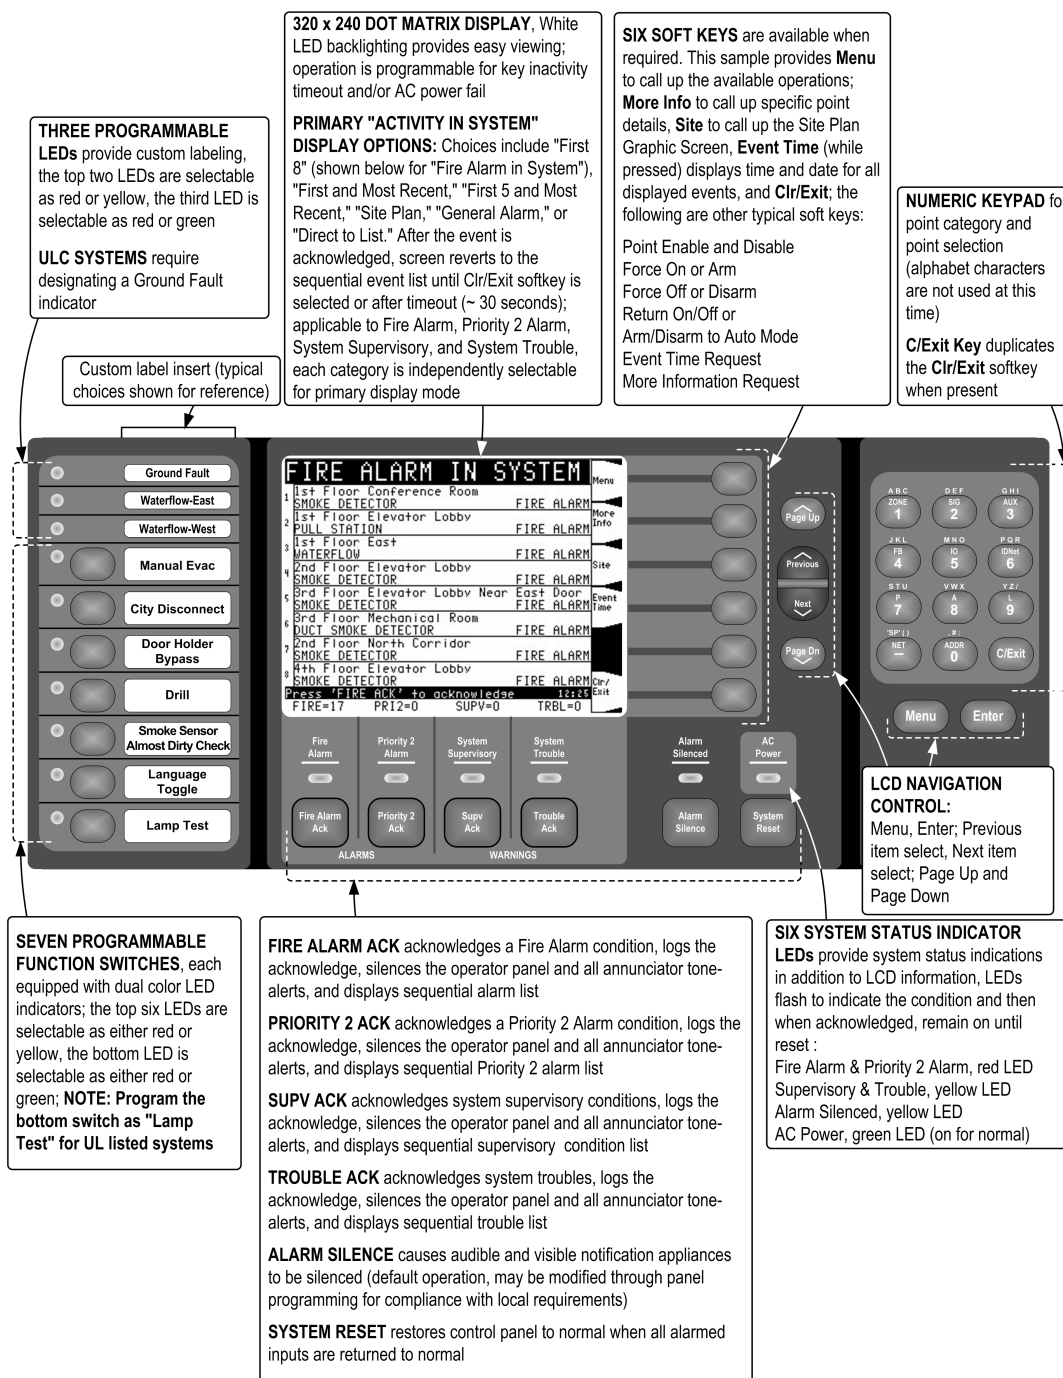 320 x 240 DOT MATRIX DISPLAY, White
LED backlighting provides easy viewing;
operation is programmable for key inactivity
timeout and/or AC power fail
PRIMARY "ACTIVITY IN SYSTEM"
DISPLAY OPTIONS: Choices include "First
8" (shown below for "Fire Alarm in System"),
"First and Most Recent," "First 5 and Most
Recent," "Site Plan," "General Alarm," or
"Direct to List." After the event is
acknowledged, screen reverts to the
sequential event list until Clr/Exit softkey is
selected or after timeout (~ 30 seconds);
applicable to Fire Alarm, Priority 2 Alarm,
System Supervisory, and System Trouble,
each category is independently selectable
for primary display mode
SIX SOFT KEYS are available when
required. This sample provides Menu
to call up the available operations;
More Info to call up specific point
details, Site to call up the Site Plan
Graphic Screen, Event Time (while
pressed) displays time and date for all
displayed events, and Clr/Exit; the
following are other typical soft keys:
Point Enable and Disable
Force On or Arm
Force Off or Disarm
Return On/Off or
Arm/Disarm to Auto Mode
Event Time Request
More Information Request
THREE PROGRAMMABLE
LEDs provide custom labeling,
the top two LEDs are selectable
as red or yellow, the third LED is
selectable as red or green
ULC SYSTEMS require
designating a Ground Fault
indicator
NUMERIC KEYPAD fo
point category and
point selection
(alphabet characters
are not used at this
time)
C/Exit Key duplicates
the Clr/Exit softkey
when present
Custom label insert (typical
choices shown for reference)
Ground Fault
Waterflow-East
Waterflow-West
Manual Evac
City Disconnect
Door Holder
Bypass
Drill
Smoke Sensor
Almost Dirty Check
Language
Toggle
Lamp Test
FIRE ALARM IN SYSTEM
1 1st Floor Conference Room
SMOKE DETECTOR FIRE ALARM
2 1st Floor Elevator Lobby
PULL STATION FIRE ALARM
3 1st Floor East
WATERFLOW FIRE ALARM
4 2nd Floor Elevator Lobby
SMOKE DETECTOR FIRE ALARM
5 3rd Floor Elevator Lobby Near East Door
SMOKE DETECTOR FIRE ALARM
6 3rd Floor Mechanical Room
DUCT SMOKE DETECTOR FIRE ALARM
7 2nd Floor North Corridor
SMOKE DETECTOR FIRE ALARM
8 4th Floor Elevator Lobby
SMOKE DETECTOR FIRE ALARM
Press 'FIRE ACK' to acknowledge 12:25
FIRE=17 PRI2=0 SUPV=0 TRBL=0
Menu
More
Info
Site
Event
Time
Clr/
Exit
Page Up
Previous
Next
Page Dn
ABC DEF GHI
ZONE SIG AUX
1 2 3
JKL MNO PQR
FB IO IDNet
4 5 6
STU VWX YZ/
P A L
7 8 9
'SP'() ,#:
NET ADDR
– 0 C/Exit
Menu Enter
Fire
Alarm
Priority 2
Alarm
System
Supervisory
System
Trouble
Alarm
Silenced
AC
Power
Fire Alarm
Ack
Priority 2
Ack
Supv
Ack
Trouble
Ack
Alarm
Silence
System
Reset
ALARMS WARNINGS
LCD NAVIGATION
CONTROL:
Menu, Enter; Previous
item select, Next item
select; Page Up and
Page Down
SEVEN PROGRAMMABLE
FUNCTION SWITCHES, each
equipped with dual color LED
indicators; the top six LEDs are
selectable as either red or
yellow, the bottom LED is
selectable as either red or
green; NOTE: Program the
bottom switch as "Lamp
Test" for UL listed systems
FIRE ALARM ACK acknowledges a Fire Alarm condition, logs the
acknowledge, silences the operator panel and all annunciator tone-
alerts, and displays sequential alarm list
PRIORITY 2 ACK acknowledges a Priority 2 Alarm condition, logs the
acknowledge, silences the operator panel and all annunciator tone-
alerts, and displays sequential Priority 2 alarm list
SUPV ACK acknowledges system supervisory conditions, logs the
acknowledge, silences the operator panel and all annunciator tone-
alerts, and displays sequential supervisory condition list
TROUBLE ACK acknowledges system troubles, logs the
acknowledge, silences the operator panel and all annunciator tone-
alerts, and displays sequential trouble list
ALARM SILENCE causes audible and visible notification appliances
to be silenced (default operation, may be modified through panel
programming for compliance with local requirements)
SYSTEM RESET restores control panel to normal when all alarmed
inputs are returned to normal
SIX SYSTEM STATUS INDICATOR
LEDs provide system status indications
in addition to LCD information, LEDs
flash to indicate the condition and then
when acknowledged, remain on until
reset :
Fire Alarm & Priority 2 Alarm, red LED
Supervisory & Trouble, yellow LED
Alarm Silenced, yellow LED
AC Power, green LED (on for normal)